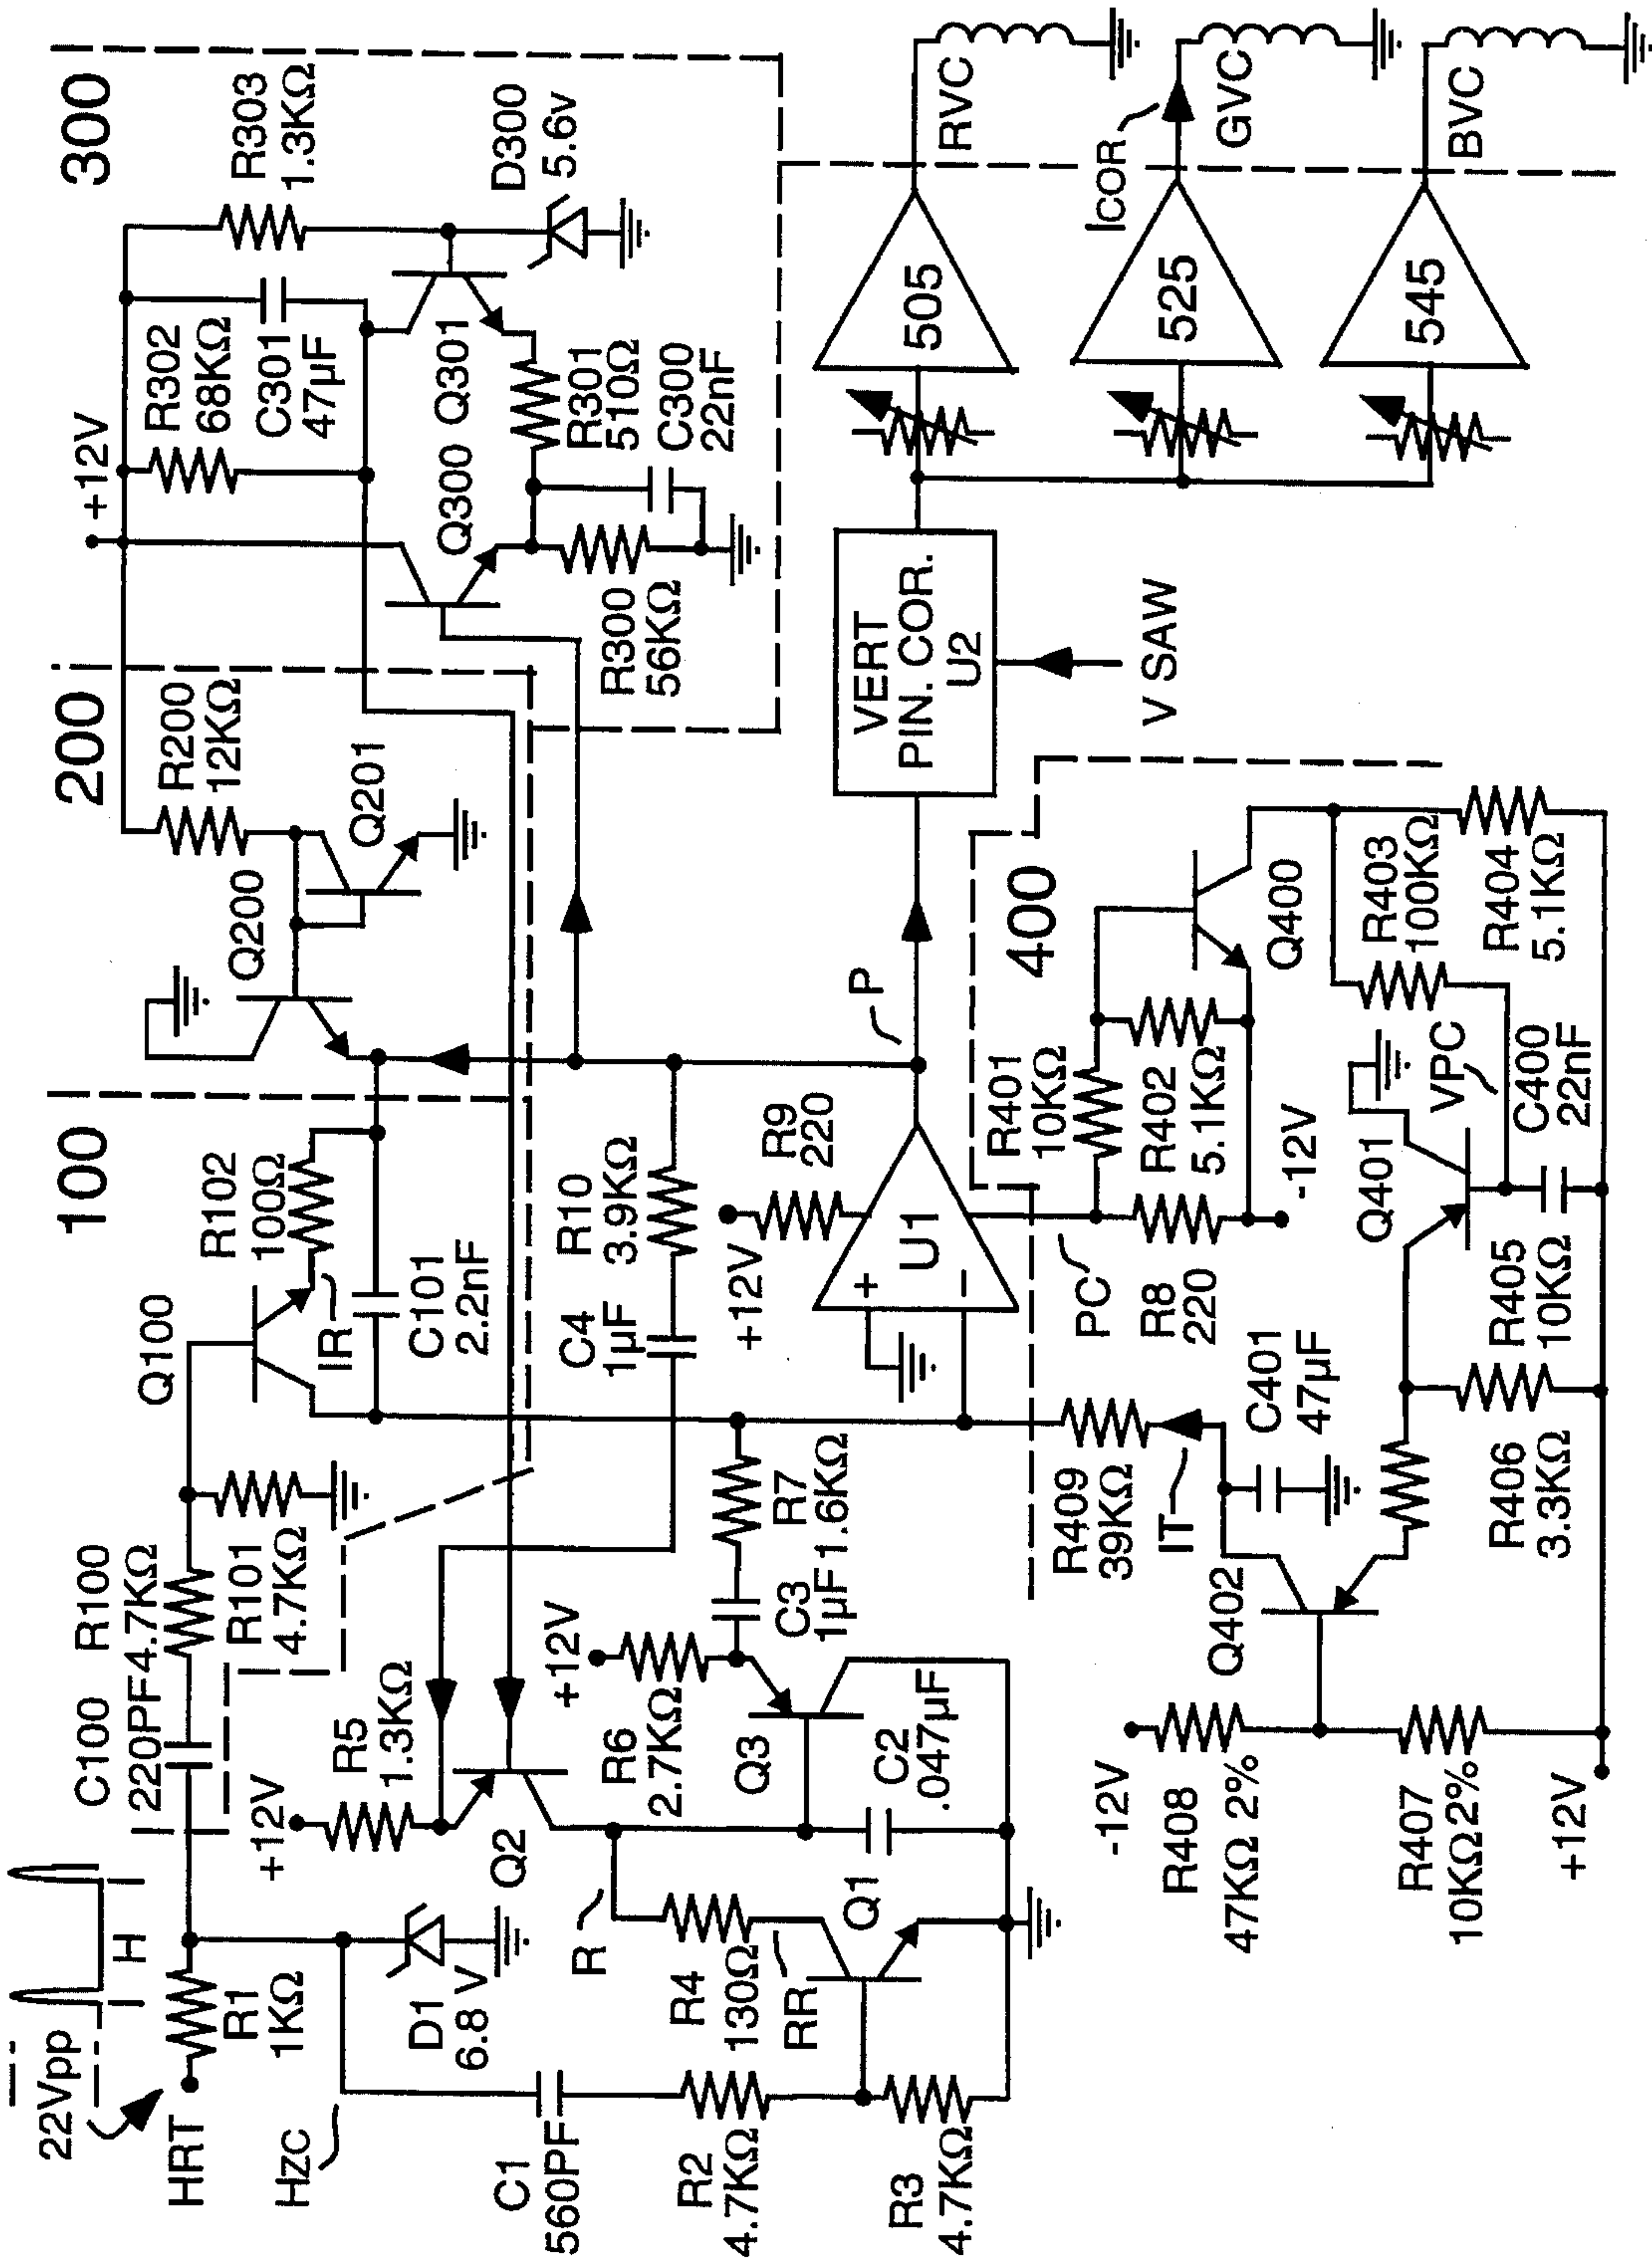 100
200
300
22Vpp
H
HRT
R1
1KΩ
HZC
D1
6.8 V
C1
560PF
R2
4.7KΩ
R3
4.7KΩ
C100
220PF
R100
4.7KΩ
R101
4.7KΩ
Q100
R102
100Ω
IR
C101
2.2nF
+12V
R5
1.3KΩ
Q2
R
R4
130Ω
RR
Q1
+12V
R6
2.7KΩ
Q3
C2
.047µF
C3
1µF
R7
1.6KΩ
C4
1µF
R10
3.9KΩ
Q200
Q201
R200
12KΩ
+12V
R302
68KΩ
C301
47µF
R303
1.3KΩ
D300
5.6v
Q300
Q301
R301
510Ω
C300
22nF
R300
56KΩ
+12V
R9
220
+
−
U1
P
PC
R8
220
-12V
VERT
PIN. COR.
U2
V SAW
505
525
545
RVC
ICOR
GVC
BVC
400
R401
10KΩ
R402
5.1KΩ
Q400
R403
100KΩ
R404
5.1KΩ
VPC
C400
22nF
Q401
R405
10KΩ
R406
3.3KΩ
C401
47µF
R409
39KΩ
IT
Q402
-12V
R408
47KΩ 2%
R407
10KΩ2%
+12V